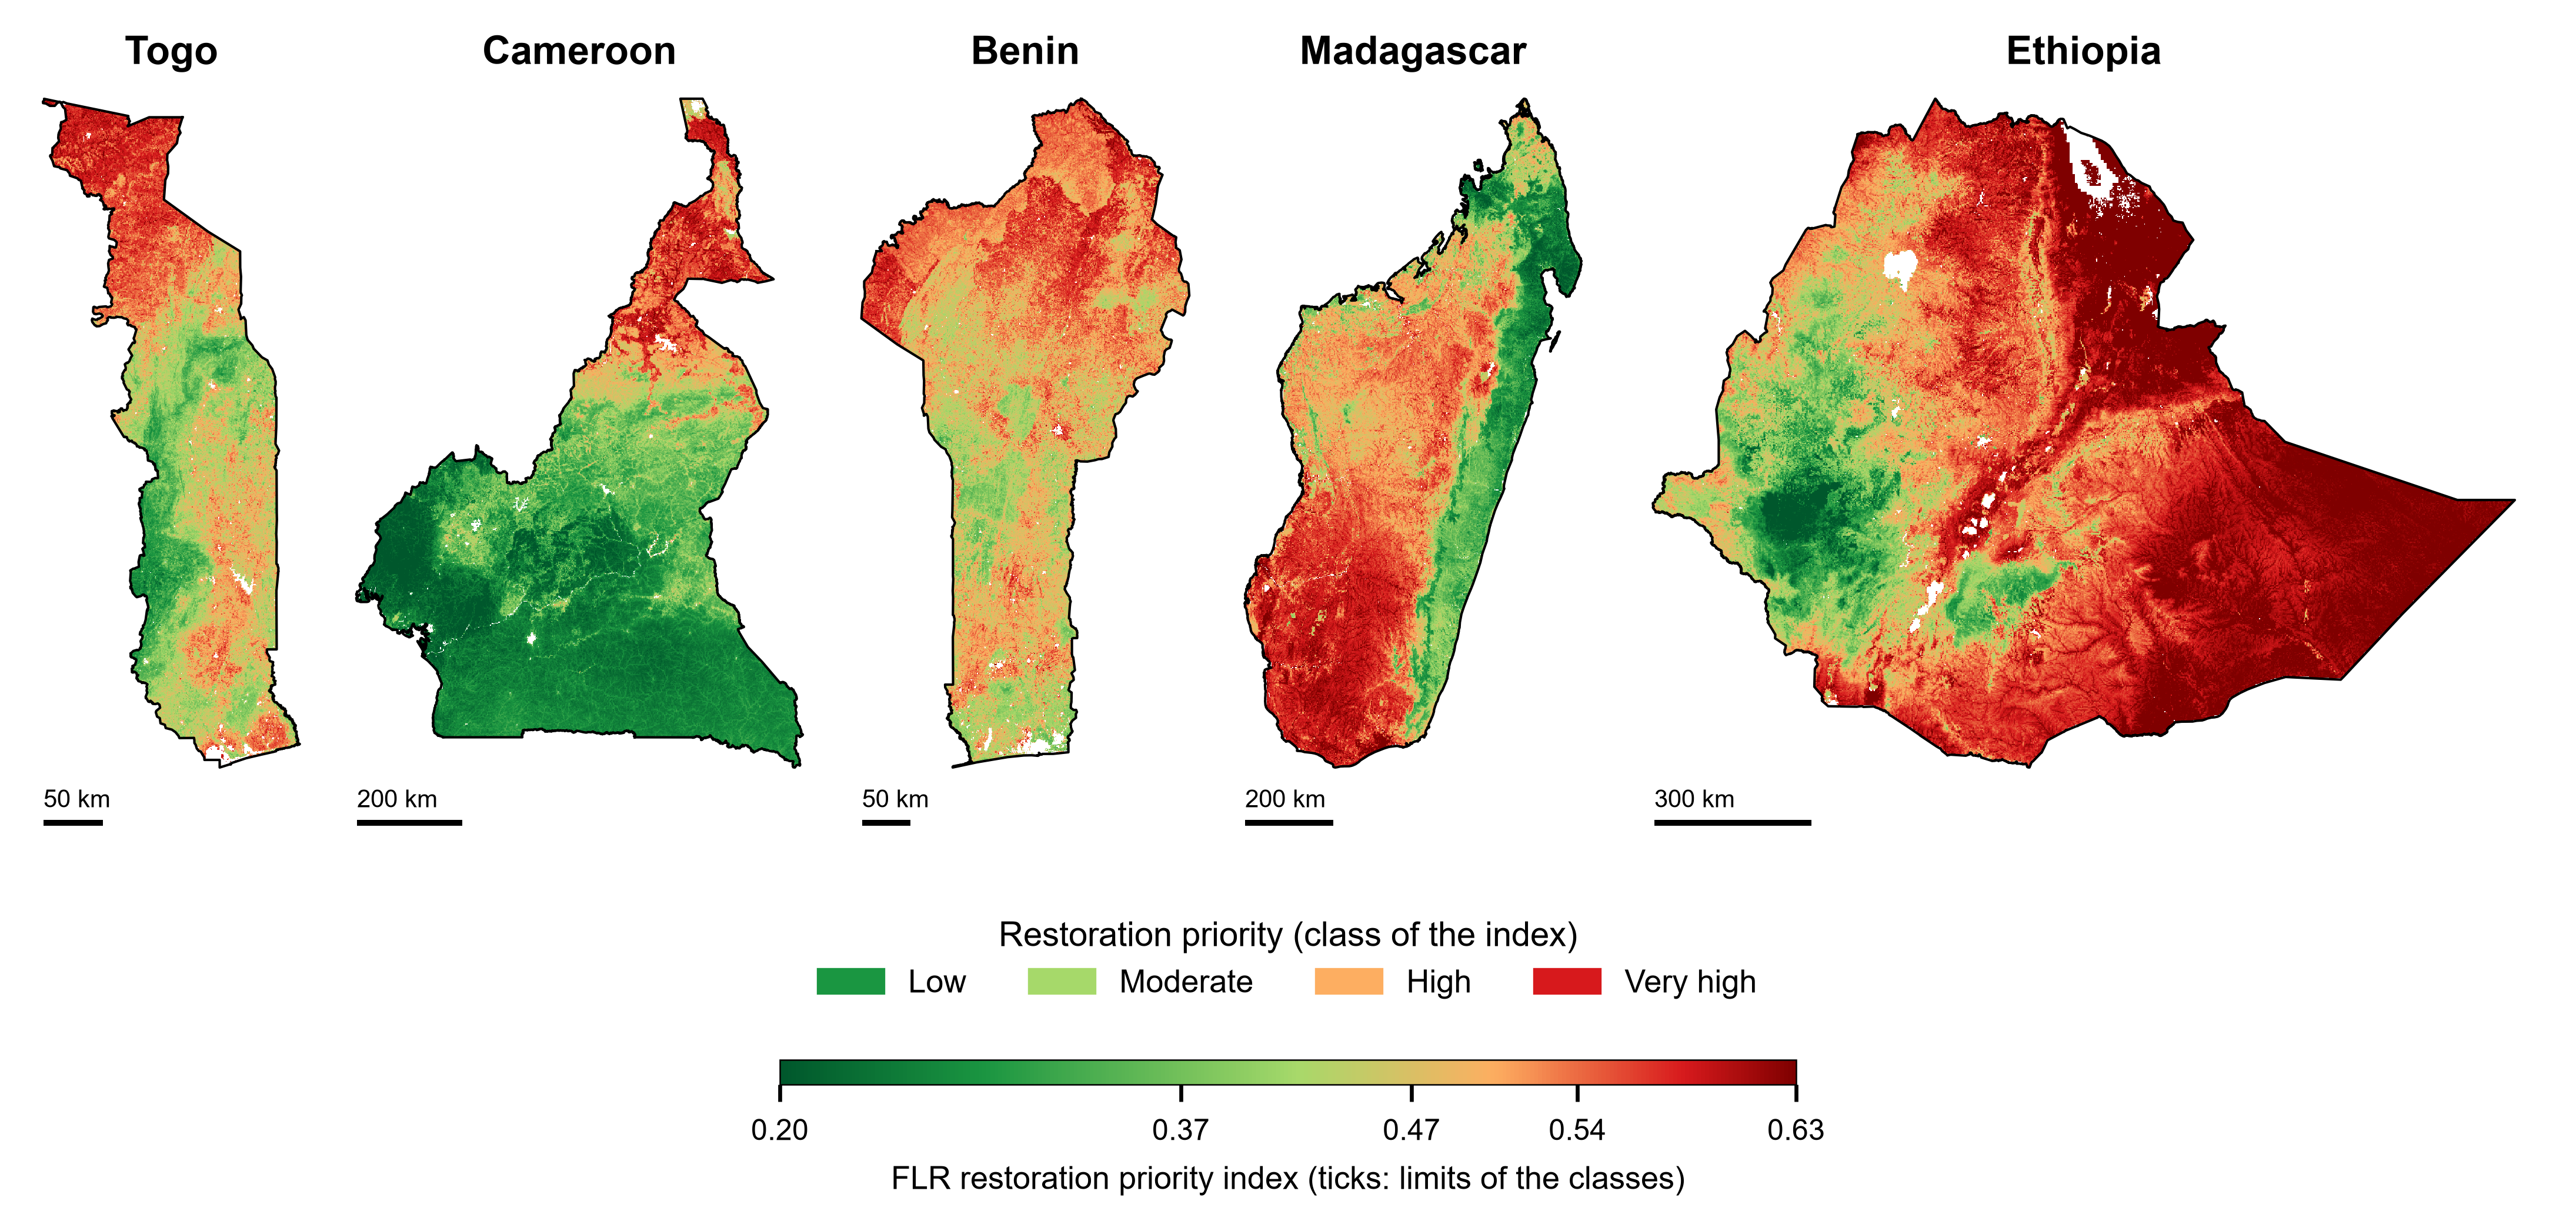 Togo
Cameroon
Benin
Madagascar
Ethiopia
50 km
200 km
50 km
200 km
300 km
Restoration priority (class of the index)
Low
Moderate
High
Very high
0.20
0.37
0.47
0.54
0.63
FLR restoration priority index (ticks: limits of the classes)